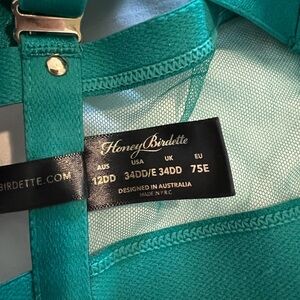 Honey Birdette
AUS USA UK EU
12DD 34DD/E 34DD 75E
DESIGNED IN AUSTRALIA
MADE IN P.R.C
BIRDETTE.COM